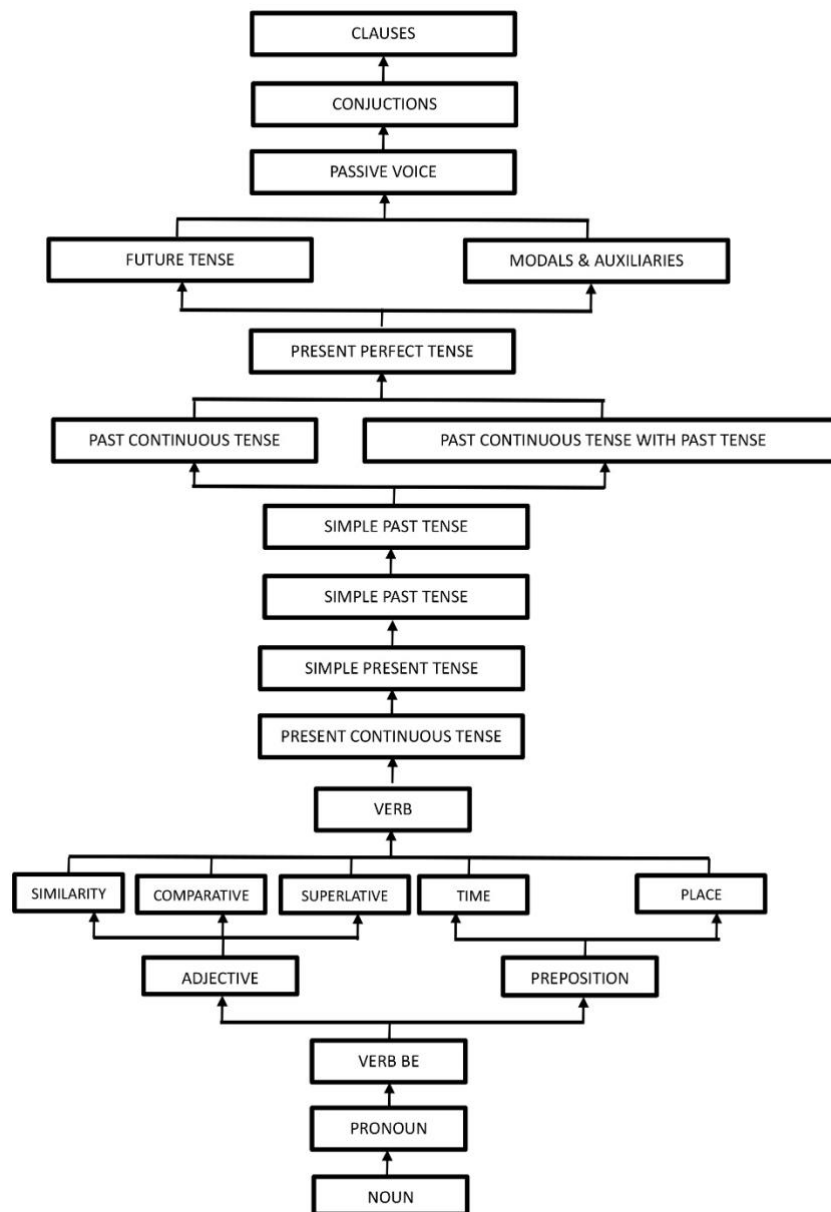 CLAUSES
CONJUCTIONS
PASSIVE VOICE
FUTURE TENSE
MODALS & AUXILIARIES
PRESENT PERFECT TENSE
PAST CONTINUOUS TENSE
PAST CONTINUOUS TENSE WITH PAST TENSE
SIMPLE PAST TENSE
SIMPLE PAST TENSE
SIMPLE PRESENT TENSE
PRESENT CONTINUOUS TENSE
VERB
SIMILARITY
COMPARATIVE
SUPERLATIVE
TIME
PLACE
ADJECTIVE
PREPOSITION
VERB BE
PRONOUN
NOUN